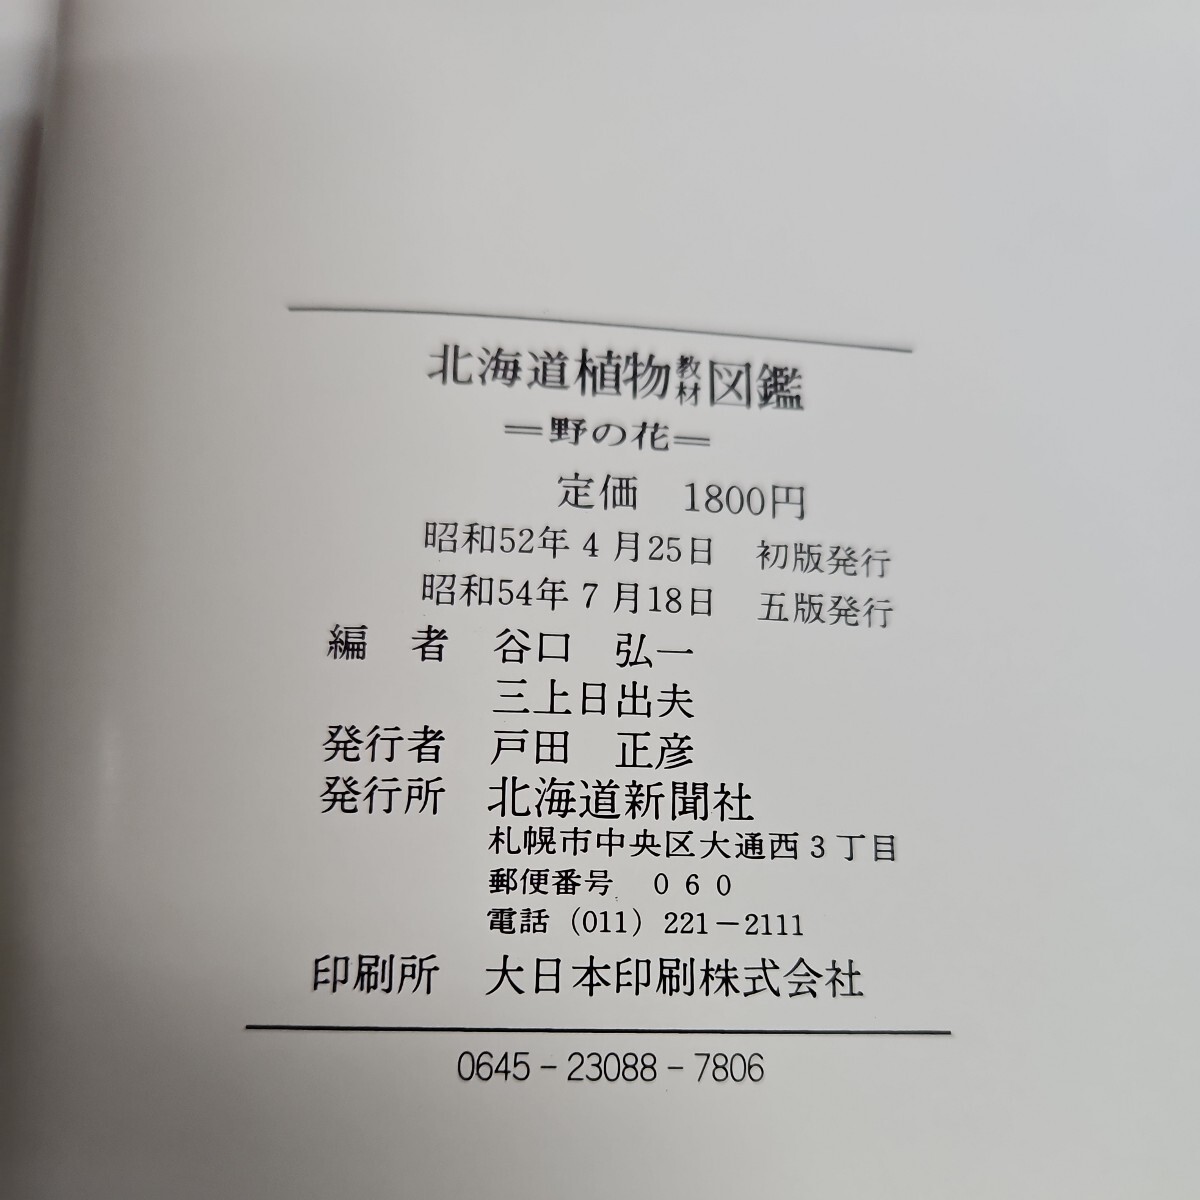 北海道植物教材図鑑
＝野の花＝
定価　1800円
昭和52年4月25日　初版発行
昭和54年7月18日　五版発行
編　者　谷口　弘一
三上日出夫
発行者　戸田　正彦
発行所　北海道新聞社
札幌市中央区大通西3丁目
郵便番号　060
電話 (011) 221－2111
印刷所　大日本印刷株式会社
0645－23088－7806